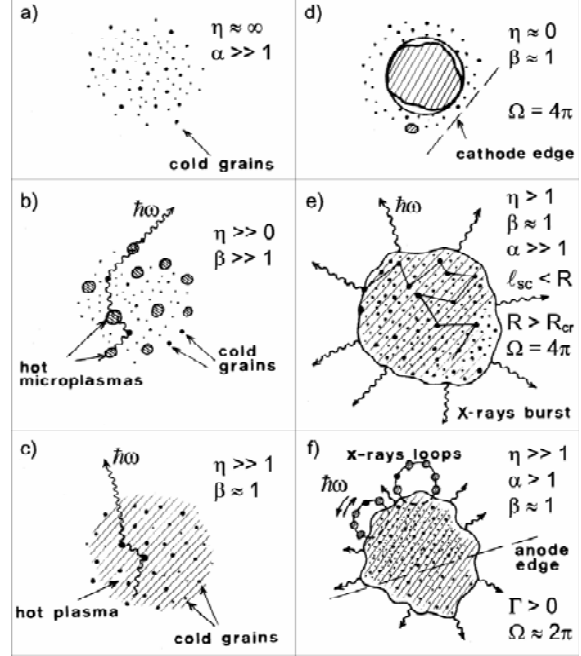 a)
η ≈ ∞
α >> 1
cold grains
b)
ħω
η >> 0
β >> 1
hot
microplasmas
cold
grains
c)
ħω
η >> 1
β ≈ 1
hot plasma
cold grains
d)
η ≈ 0
β ≈ 1
Ω = 4π
cathode edge
e)
ħω
η > 1
β ≈ 1
α >> 1
ℓsc < R
R > Rcr
Ω = 4π
X-rays burst
f)
X-rays loops
ħω
η >> 1
α > 1
β ≈ 1
anode
edge
Γ > 0
Ω ≈ 2π